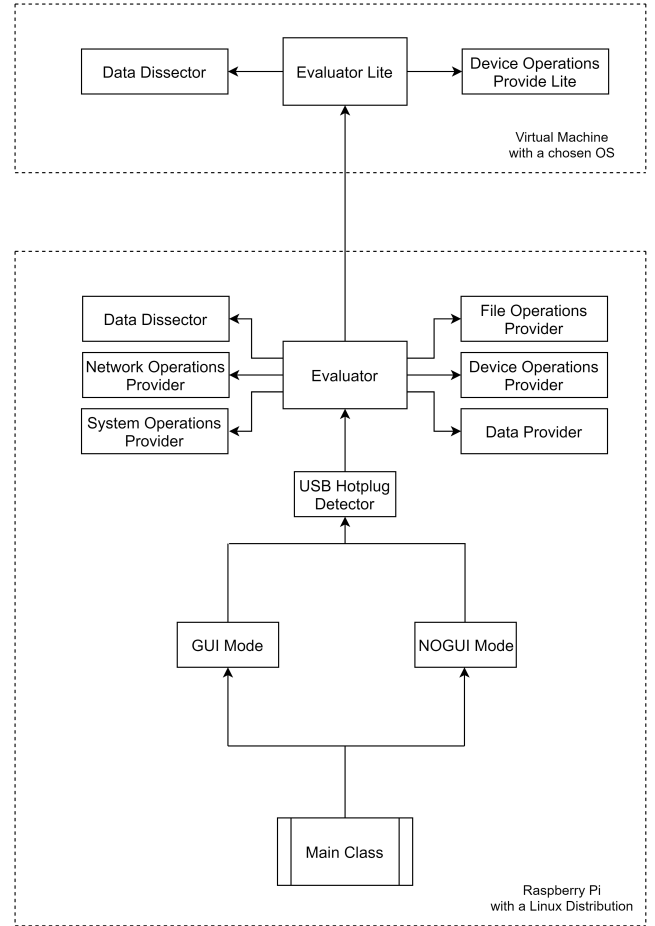 Data Dissector
Evaluator Lite
Device Operations
Provide Lite
Virtual Machine
with a chosen OS
Data Dissector
File Operations
Provider
Network Operations
Provider
Evaluator
Device Operations
Provider
System Operations
Provider
Data Provider
USB Hotplug
Detector
GUI Mode
NOGUI Mode
Main Class
Raspberry Pi
with a Linux Distribution